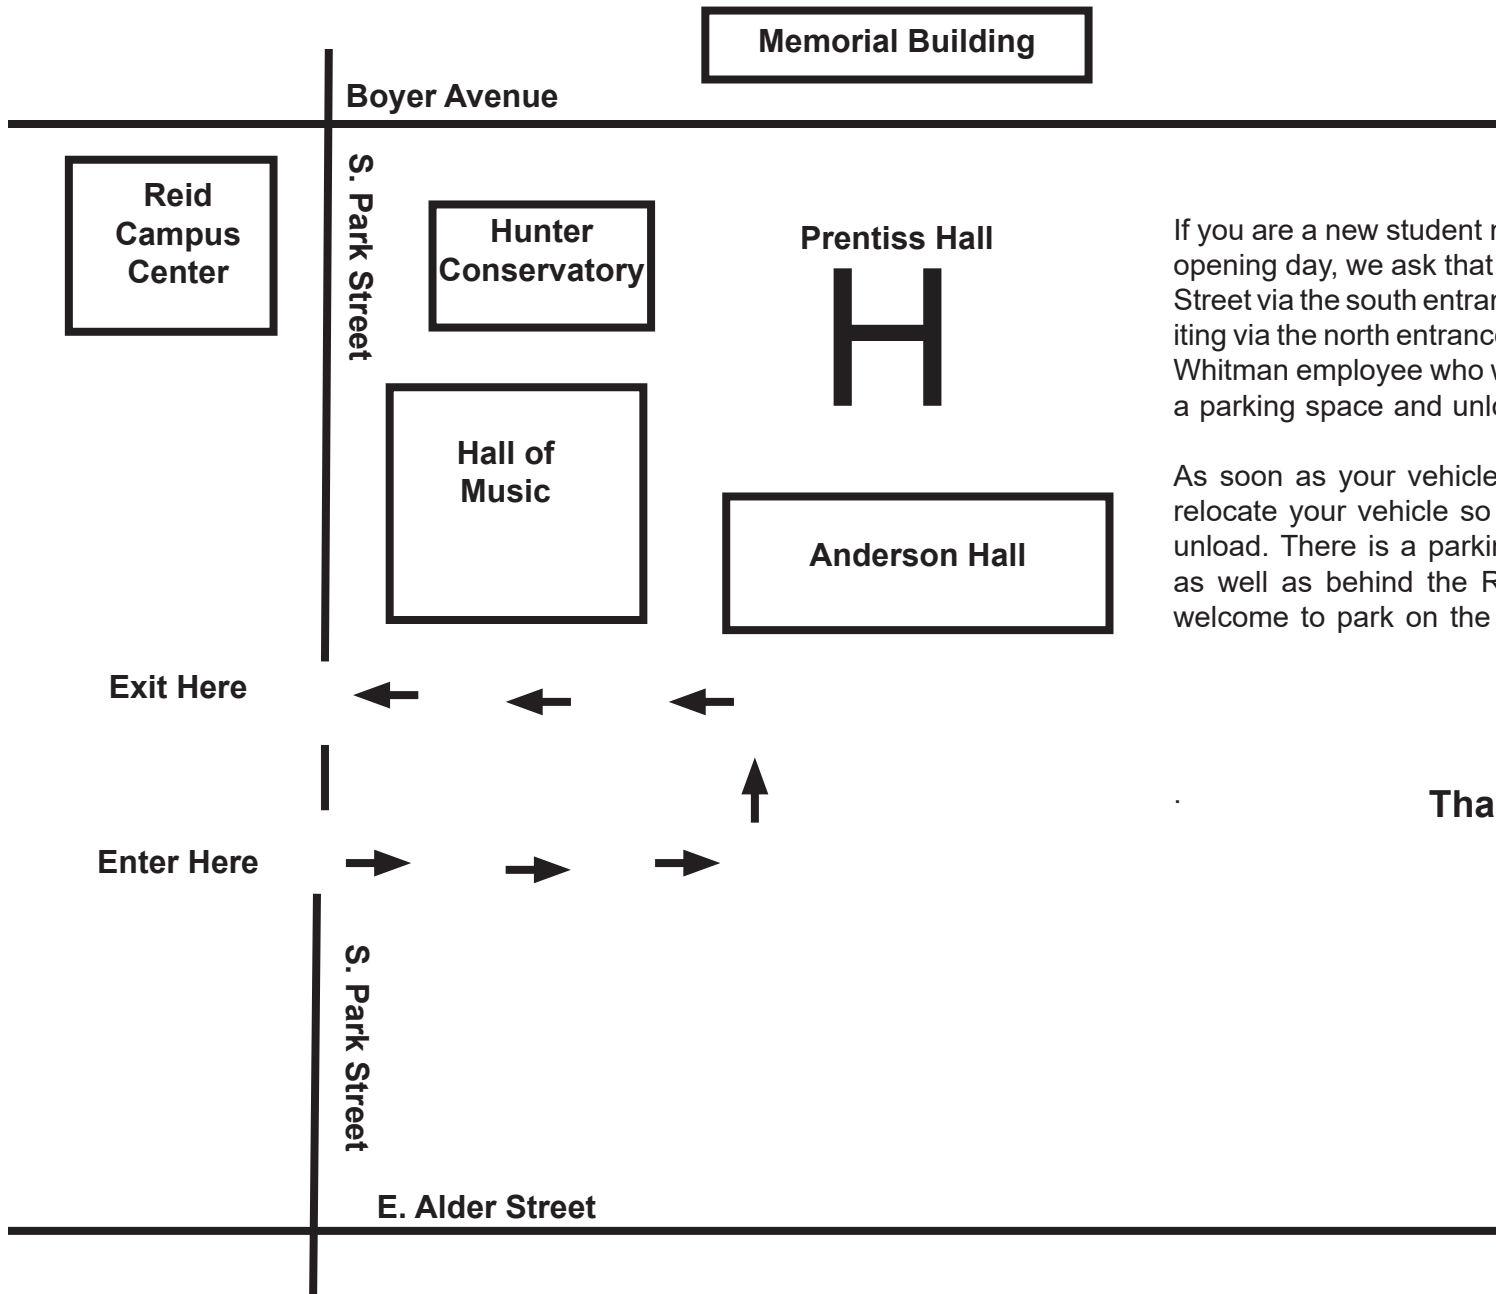 Memorial Building
Boyer Avenue
Reid
Campus
Center
S. Park Street
Hunter
Conservatory
Prentiss Hall
H
Hall of
Music
Anderson Hall
If you are a new student
opening day, we ask that
Street via the south
iting via the north
Whitman employee who
a parking space and
As soon as your vehicle
relocate your vehicle so
unload. There is a
as well as behind the
welcome to park on the
Exit Here
Enter Here
.
S. Park Street
E. Alder Street